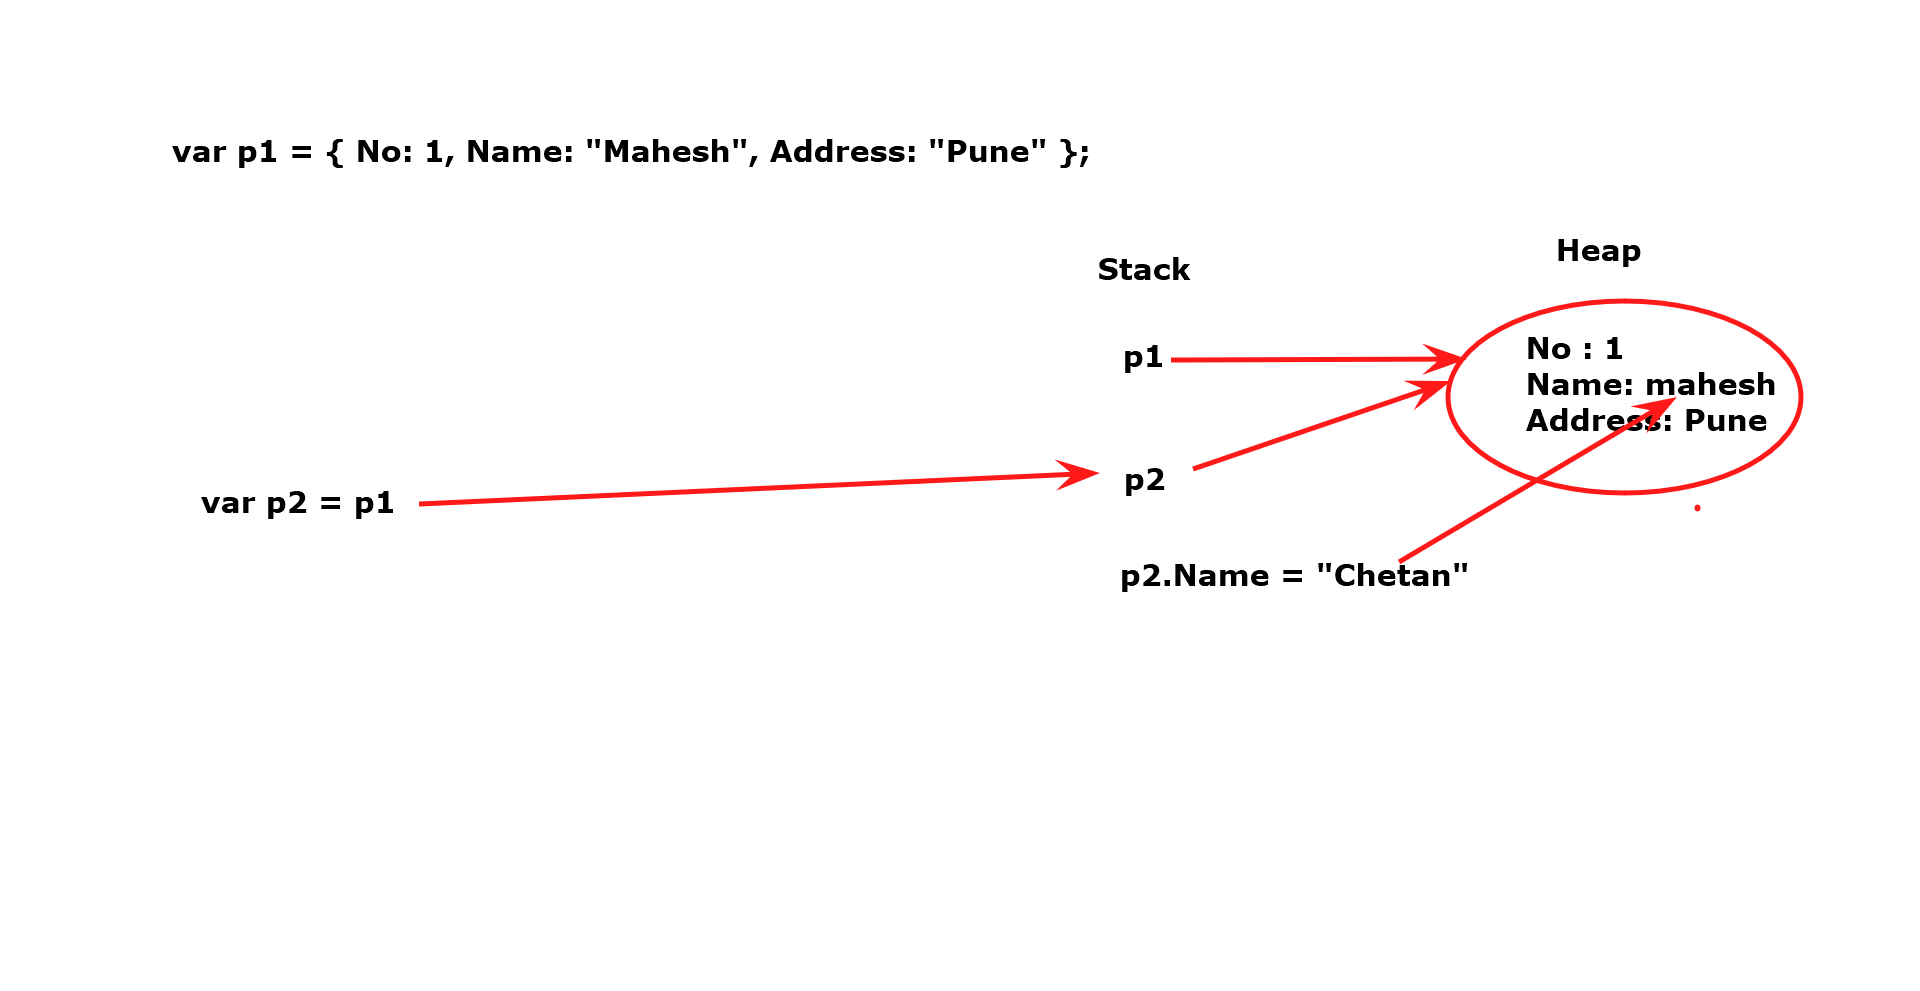 var p1 = { No: 1, Name: "Mahesh", Address: "Pune" };
Stack
Heap
p1
No : 1
Name: mahesh
Address: Pune
var p2 = p1
p2
p2.Name = "Chetan"